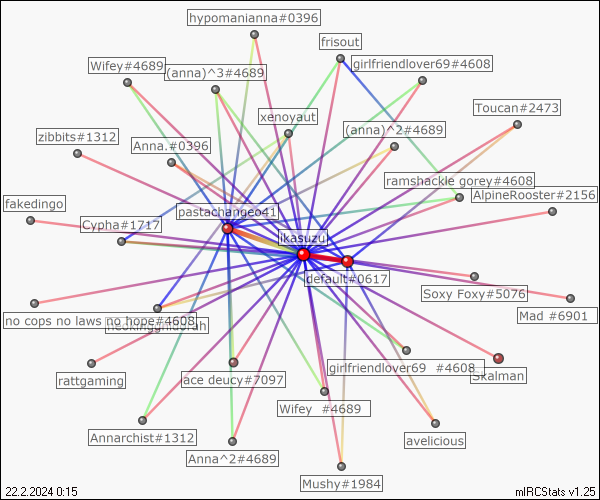 hypomanianna#0396
frisout
Wifey#4689
(anna)^3#4689
girlfriendlover69#4608
Toucan#2473
xenoyaut
(anna)^2#4689
zibbits#1312
Anna.#0396
ramshackle gorey#4608
AlpineRooster#2156
fakedingo
pastachangeo41
Cypha#1717
ikasuzu
default#0617
Soxy Foxy#5076
Mad #6901
no cops no laws no hope#4608
girlfriendlover69 #4608
Skalman
rattgaming
ace deucy#7097
Wifey #4689
Annarchist#1312
avelicious
Anna^2#4689
Mushy#1984
22.2.2024 0:15
mIRCStats v1.25